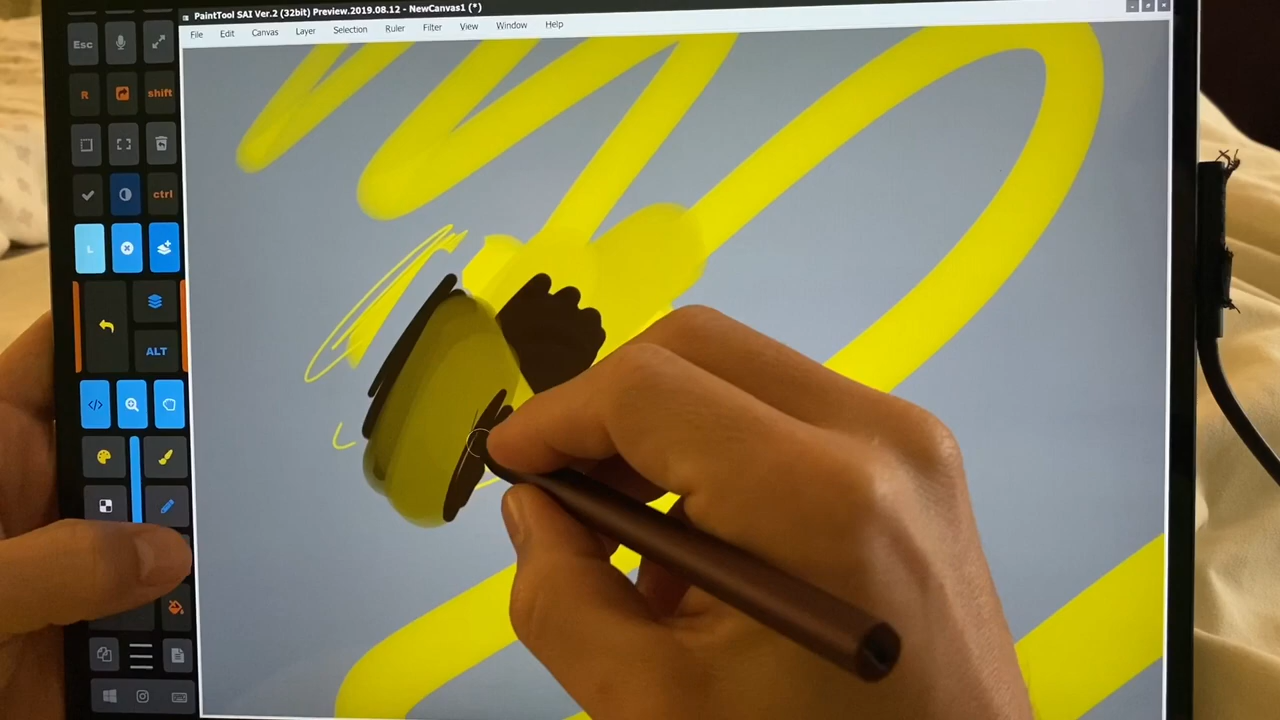 PaintTool SAI Ver.2 (32bit) Preview.2019.08.12 - NewCanvas1 (*)
File Edit Canvas Layer Selection Ruler Filter View Window Help
Esc
R shift
ctrl
L
ALT
</>